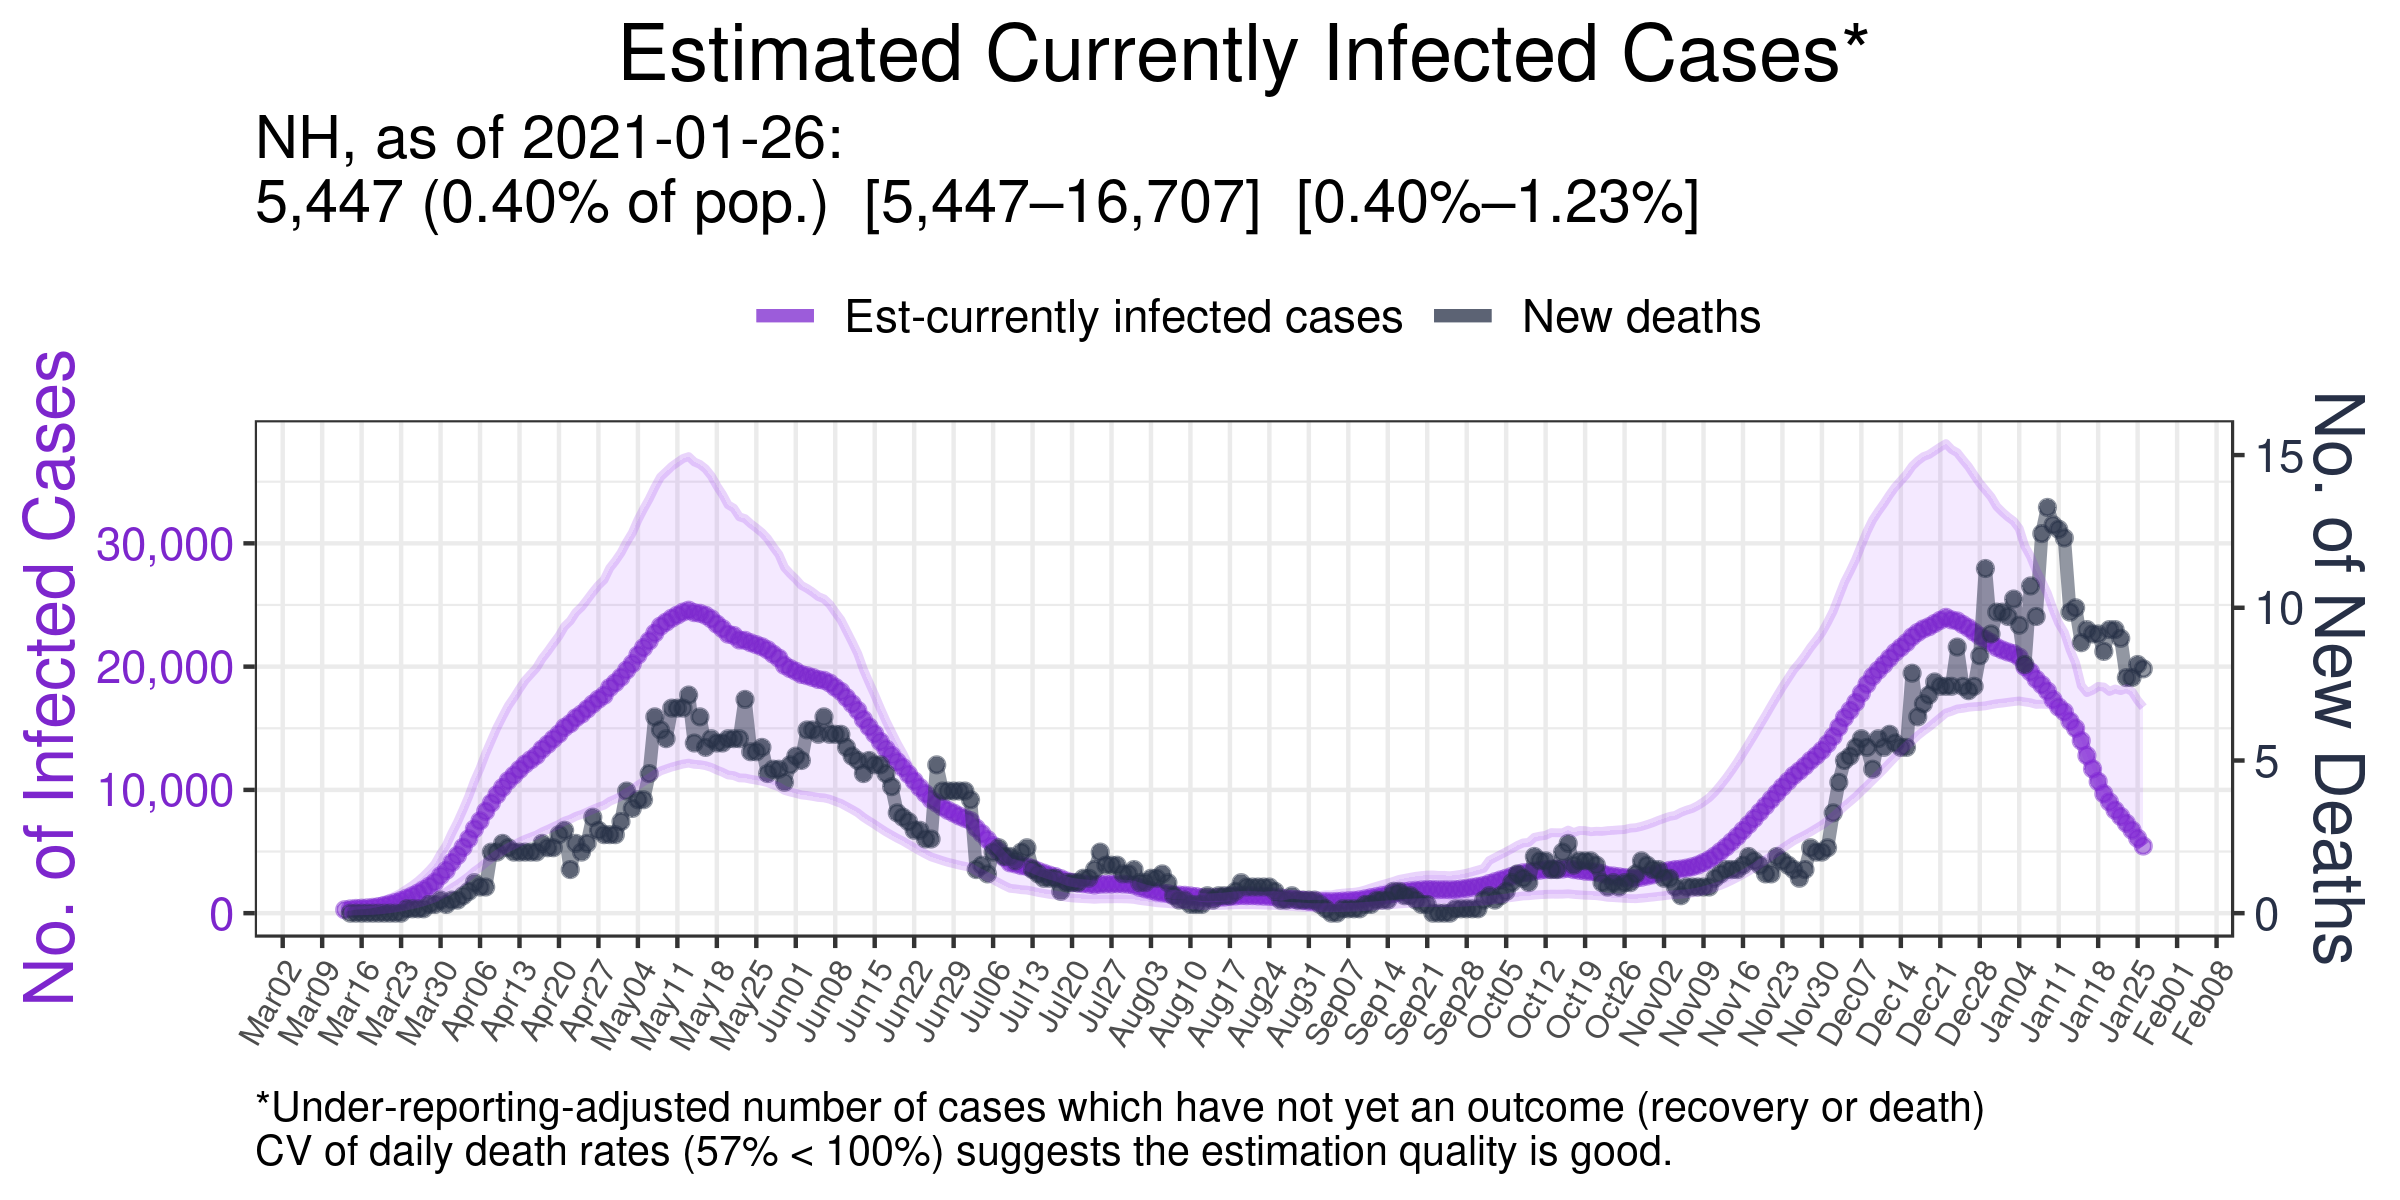 Estimated Currently Infected Cases*
NH, as of 2021-01-26:
5,447 (0.40% of pop.) [5,447–16,707] [0.40%–1.23%]
Est-currently infected cases New deaths
No. of Infected Cases
30,000
20,000
10,000
0
15
10
5
0
No. of New Deaths
Mar02 Mar09 Mar16 Mar23 Mar30 Apr06 Apr13 Apr20 Apr27 May04 May11 May18 May25 Jun01 Jun08 Jun15 Jun22 Jun29 Jul06 Jul13 Jul20 Jul27 Aug03 Aug10 Aug17 Aug24 Aug31 Sep07 Sep14 Sep21 Sep28 Oct05 Oct12 Oct19 Oct26 Nov02 Nov09 Nov16 Nov23 Nov30 Dec07 Dec14 Dec21 Dec28 Jan04 Jan11 Jan18 Jan25 Feb01 Feb08
*Under-reporting-adjusted number of cases which have not yet an outcome (recovery or death)
CV of daily death rates (57% < 100%) suggests the estimation quality is good.